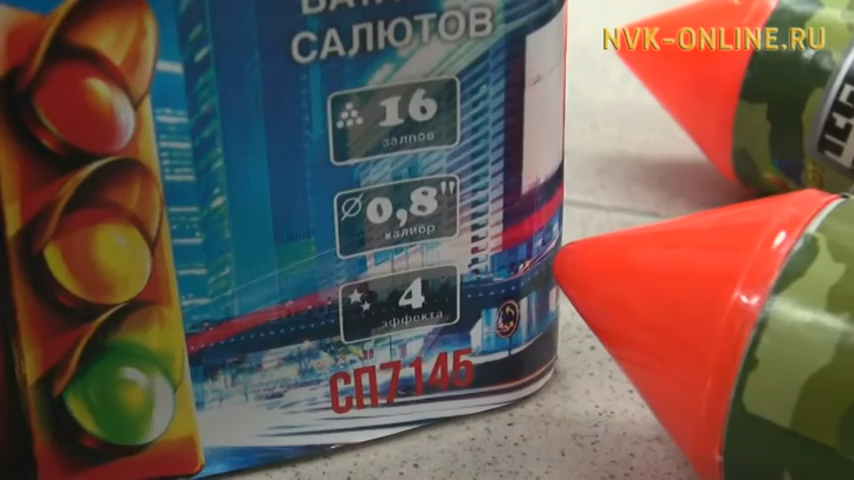 NVK-ONLINE.RU
САЛЮТОВ
16
залпов
0,8"
калибр
4
эффекта
СП7145